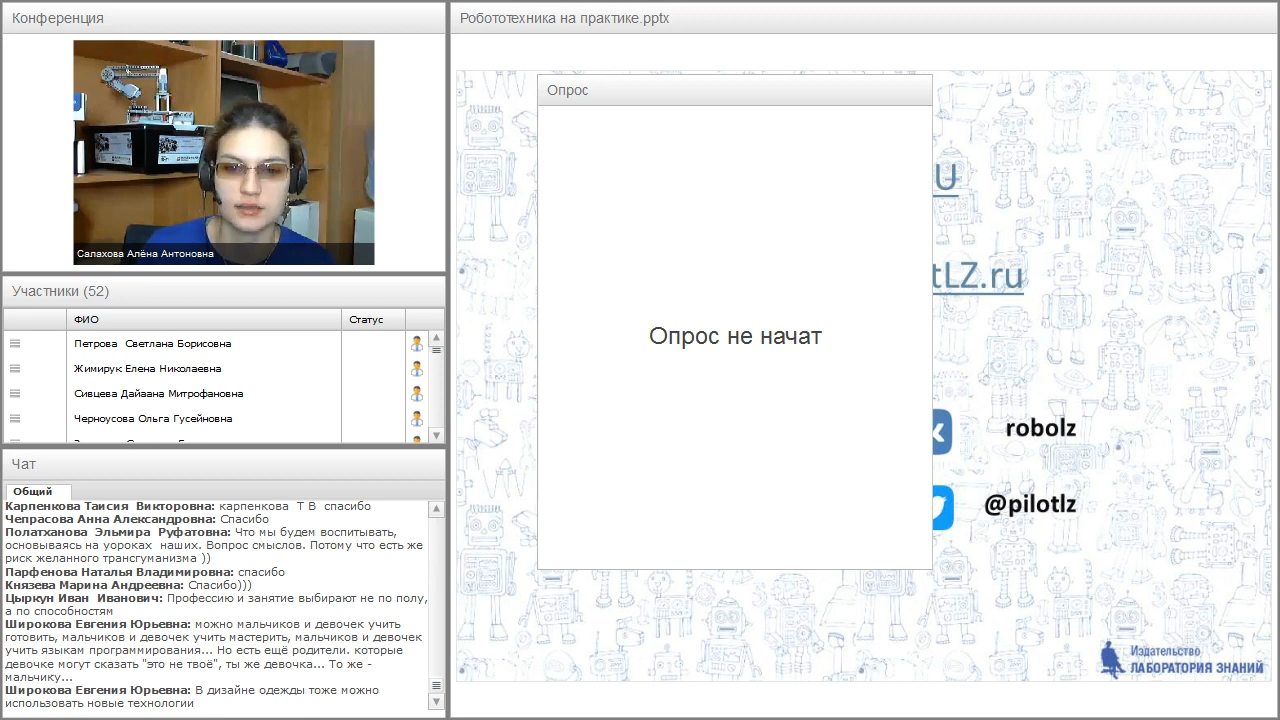 Конференция
Салахова Алёна Антоновна
Участники (52)
ФИО Статус
Петрова Светлана Борисовна
Жимирук Елена Николаевна
Сивцева Дайаана Митрофановна
Черноусова Ольга Гусейновна
Чат
Общий
Карпенкова Таисия Викторовна: карпенкова Т В спасибо
Чепрасова Анна Александровна: Спасибо
Полатханова Эльмира Руфатовна: Что мы будем воспитывать,
основываясь на уороках наших. Вопрос смыслов. Потому что есть же
риск желанного трансгуманизма ))
Парфенова Наталья Владимировна: спасибо
Князева Марина Андреевна: Спасибо)))
Цыркун Иван Иванович: Профессию и занятие выбирают не по полу,
а по способностям
Широкова Евгения Юрьевна: можно мальчиков и девочек учить
готовить, мальчиков и девочек учить мастерить, мальчиков и девочек
учить языкам программирования... Но есть ещё родители. которые
девочке могут сказать "это не твоё", ты же девочка... То же -
мальчику...
Широкова Евгения Юрьевна: В дизайне одежды тоже можно
использовать новые технологии
Робототехника на практике.pptx
Опрос
Опрос не начат
U
tLZ.ru
robolz
@pilotlz
Издательство
ЛАБОРАТОРИЯ ЗНАНИЙ